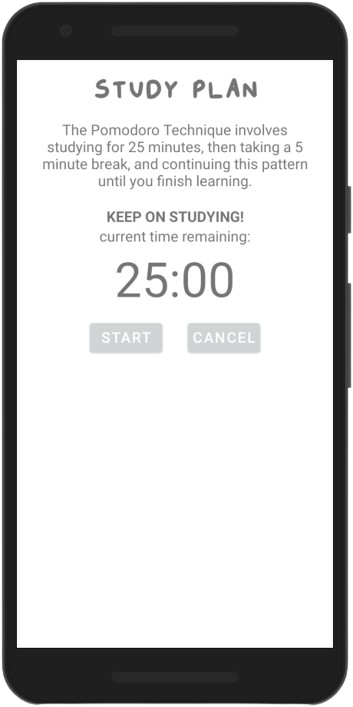 STUDY PLAN
The Pomodoro Technique involves
studying for 25 minutes, then taking a 5
minute break, and continuing this pattern
until you finish learning.
KEEP ON STUDYING!
current time remaining:
25:00
START CANCEL